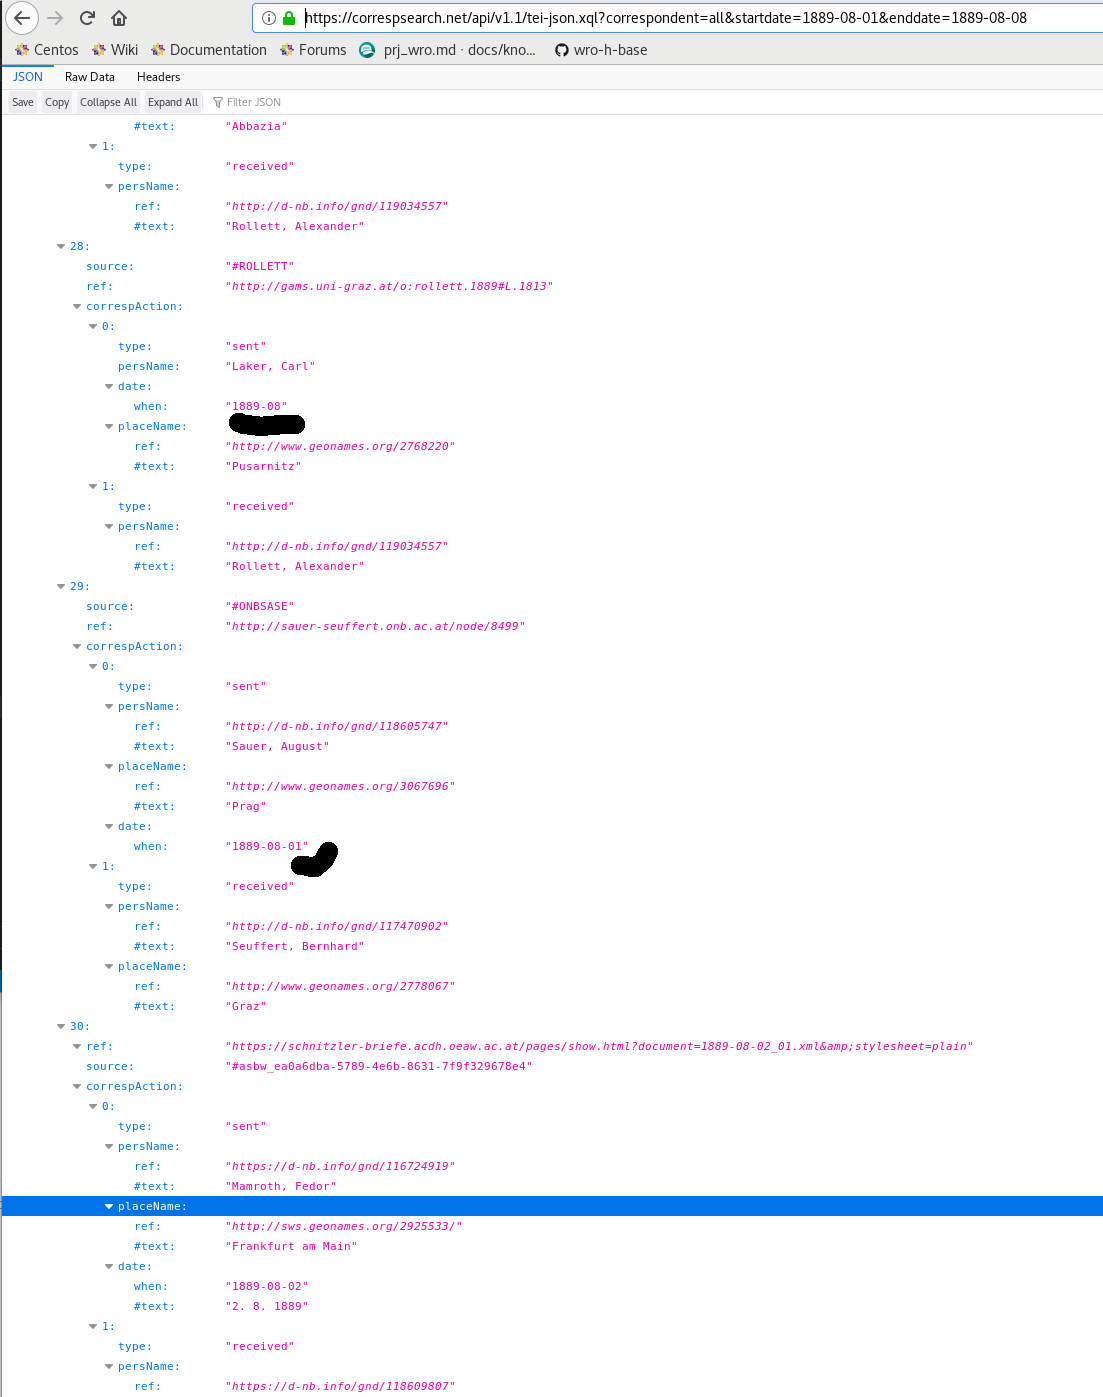 https://correspsearch.net/api/v1.1/tei-json.xql?correspondent=all&startdate=1889-08-01&enddate=1889-08-08
Centos Wiki Documentation Forums prj_wro.md · docs/kno... wro-h-base
JSON Raw Data Headers
Save Copy Collapse All Expand All Filter JSON
#text: "Abbazia"
1:
type: "received"
persName:
ref: "http://d-nb.info/gnd/119034557"
#text: "Rollett, Alexander"
28:
source: "#ROLLETT"
ref: "http://gams.uni-graz.at/o:rollett.1889#L.1813"
correspAction:
0:
type: "sent"
persName: "Laker, Carl"
date:
when: "1889-08"
placeName:
ref: "http://www.geonames.org/2768220"
#text: "Pusarnitz"
1:
type: "received"
persName:
ref: "http://d-nb.info/gnd/119034557"
#text: "Rollett, Alexander"
29:
source: "#ONBSASE"
ref: "http://sauer-seuffert.onb.ac.at/node/8499"
correspAction:
0:
type: "sent"
persName:
ref: "http://d-nb.info/gnd/118605747"
#text: "Sauer, August"
placeName:
ref: "http://www.geonames.org/3067696"
#text: "Prag"
date:
when: "1889-08-01"
1:
type: "received"
persName:
ref: "http://d-nb.info/gnd/117470902"
#text: "Seuffert, Bernhard"
placeName:
ref: "http://www.geonames.org/2778067"
#text: "Graz"
30:
ref: "https://schnitzler-briefe.acdh.oeaw.ac.at/pages/show.html?document=1889-08-02_01.xml&amp;stylesheet=plain"
source: "#asbw_ea0a6dba-5789-4e6b-8631-7f9f329678e4"
correspAction:
0:
type: "sent"
persName:
ref: "https://d-nb.info/gnd/116724919"
#text: "Mamroth, Fedor"
placeName:
ref: "http://sws.geonames.org/2925533/"
#text: "Frankfurt am Main"
date:
when: "1889-08-02"
#text: "2. 8. 1889"
1:
type: "received"
persName:
ref: "https://d-nb.info/gnd/118609807"